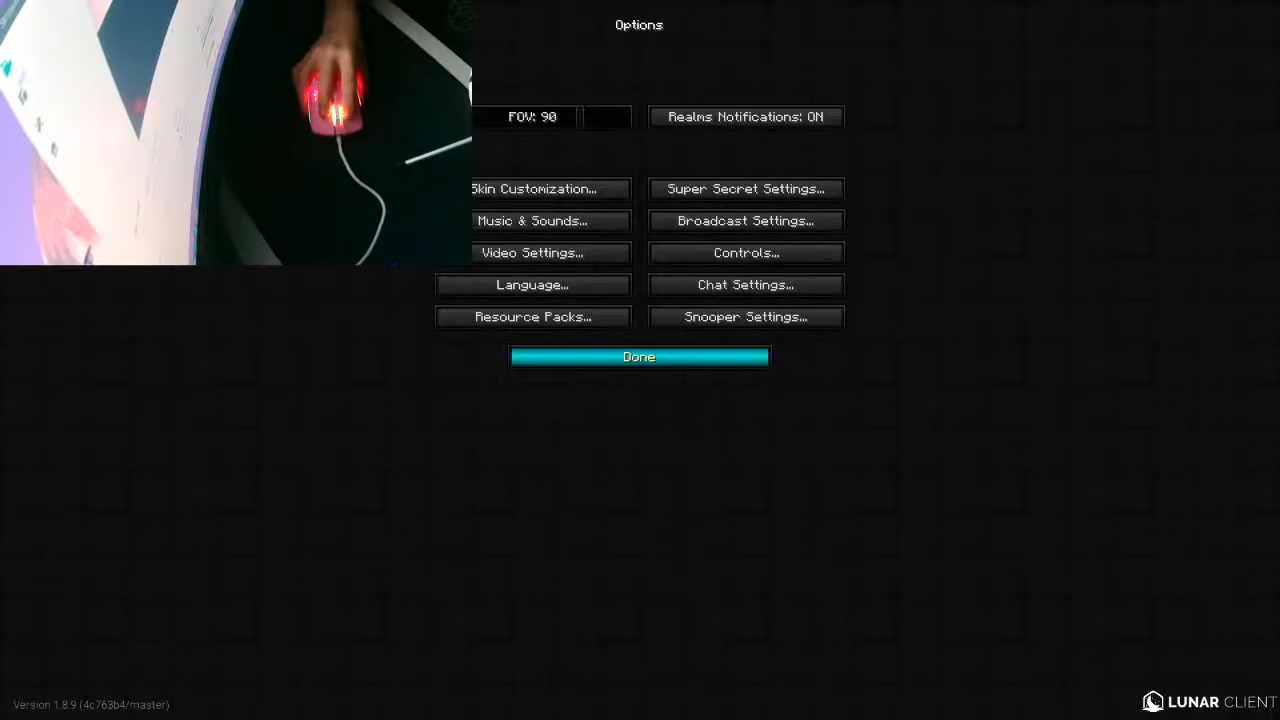 Options
FOV: 90
Realms Notifications: ON
Skin Customization...
Super Secret Settings...
Music & Sounds...
Broadcast Settings...
Video Settings...
Controls...
Language...
Chat Settings...
Resource Packs...
Snooper Settings...
Done
Version 1.8.9 (4c763b4/master)
LUNAR CLIENT